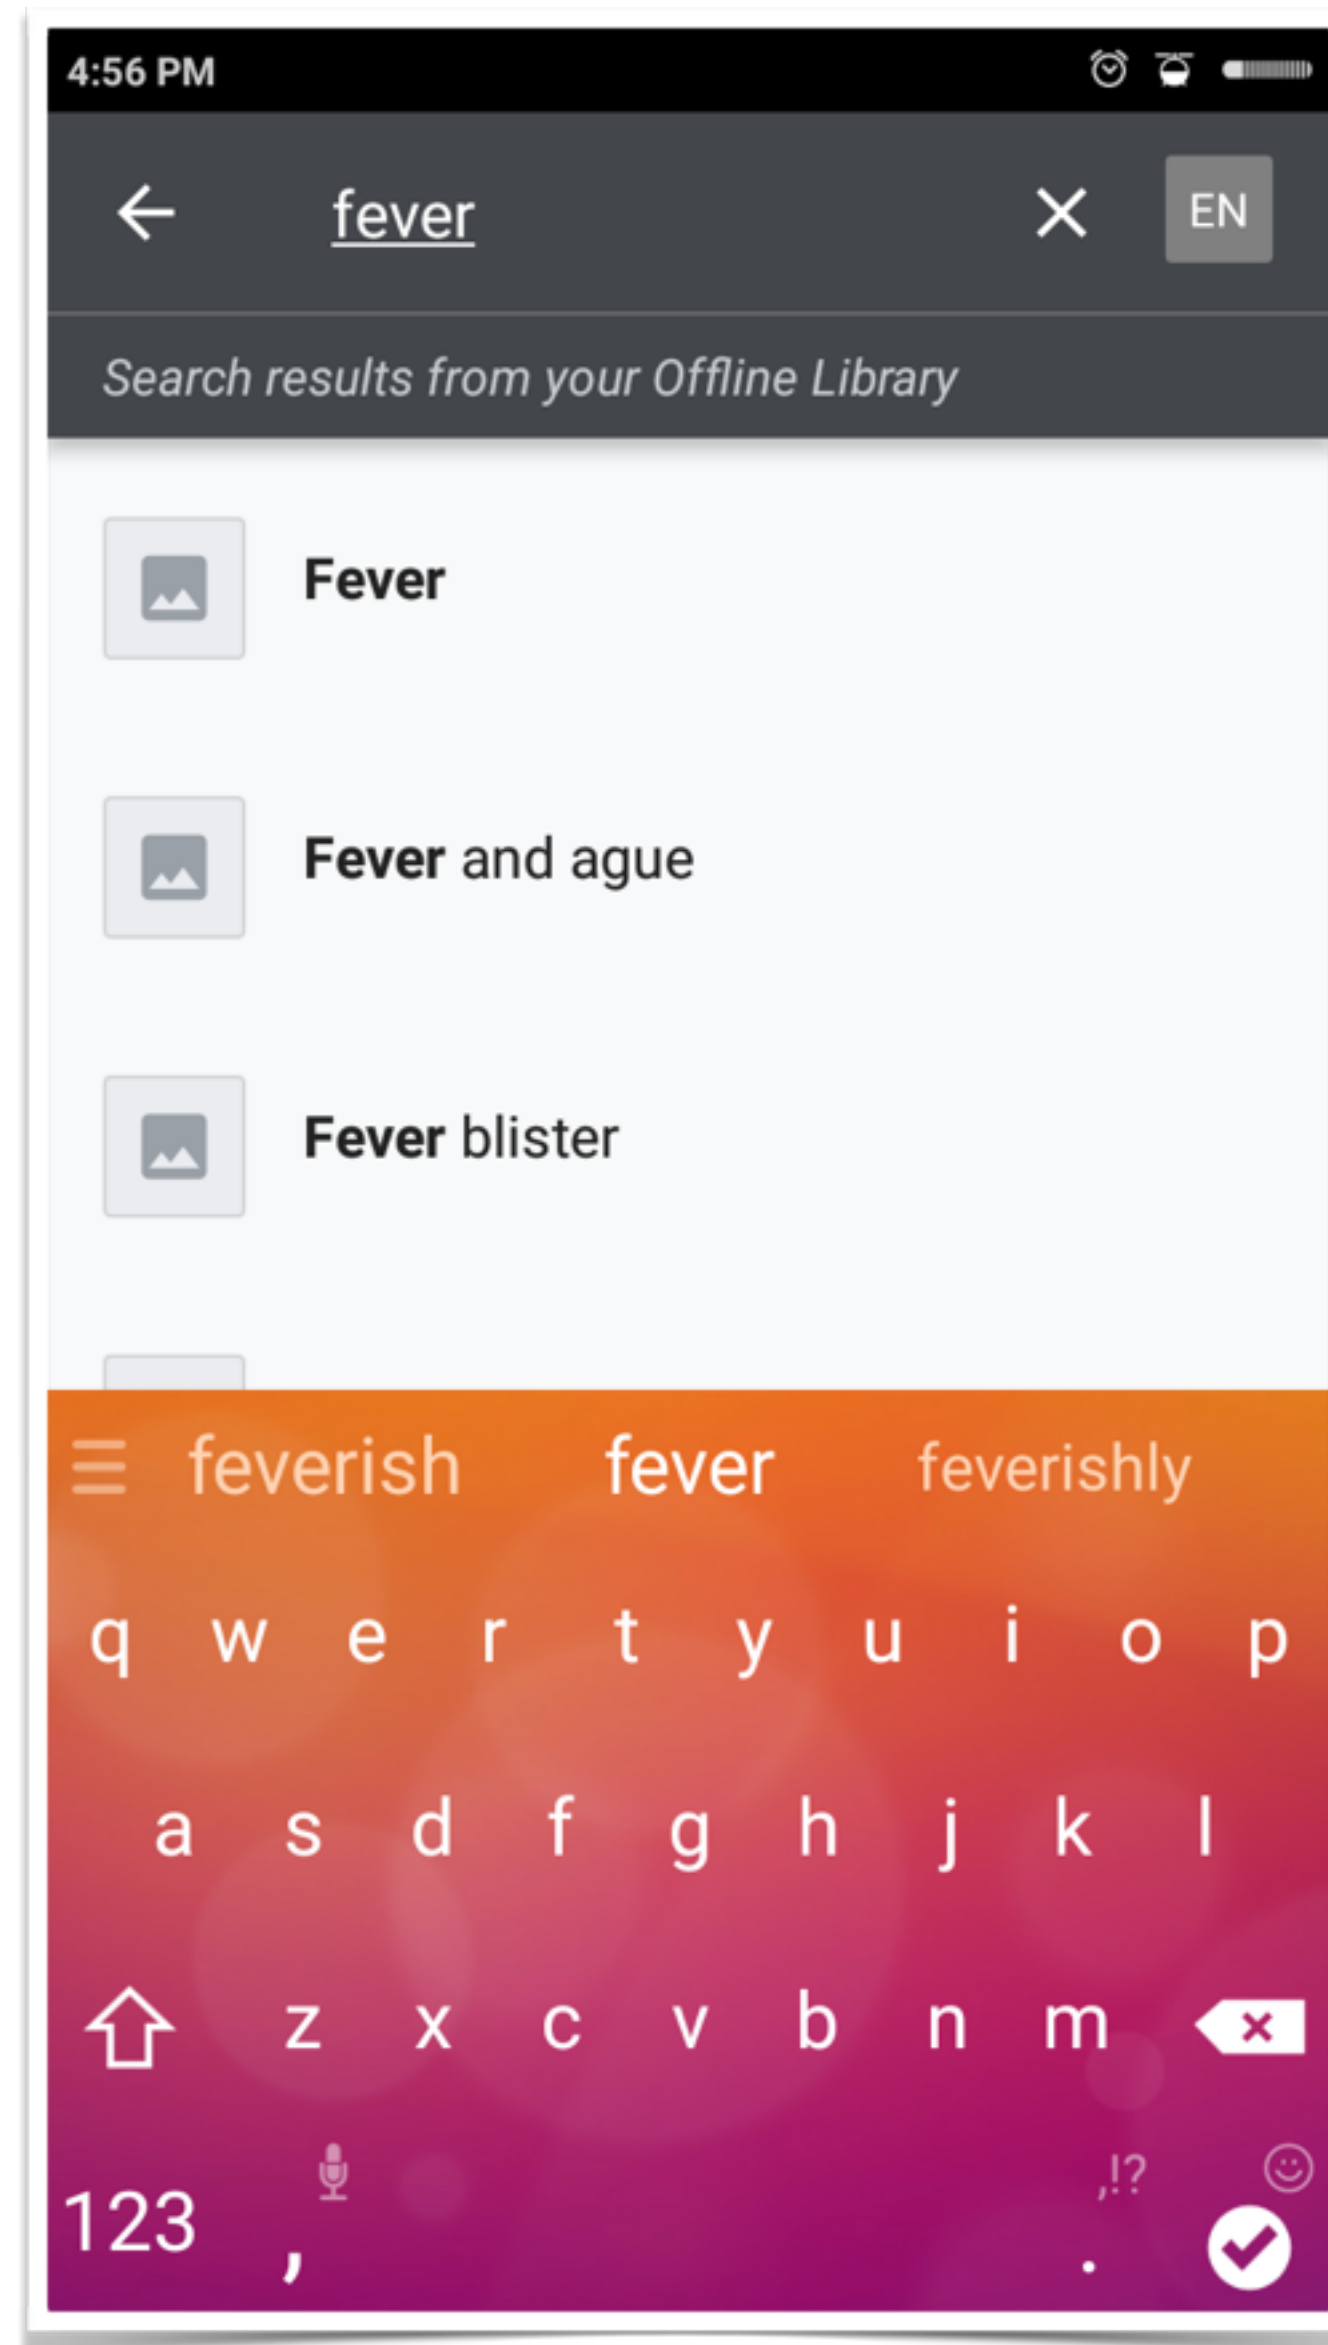 4:56 PM
fever
EN
Search results from your Offline Library
Fever
Fever and ague
Fever blister
feverish fever feverishly
q w e r t y u i o p
a s d f g h j k l
z x c v b n m
,!?
123 , .